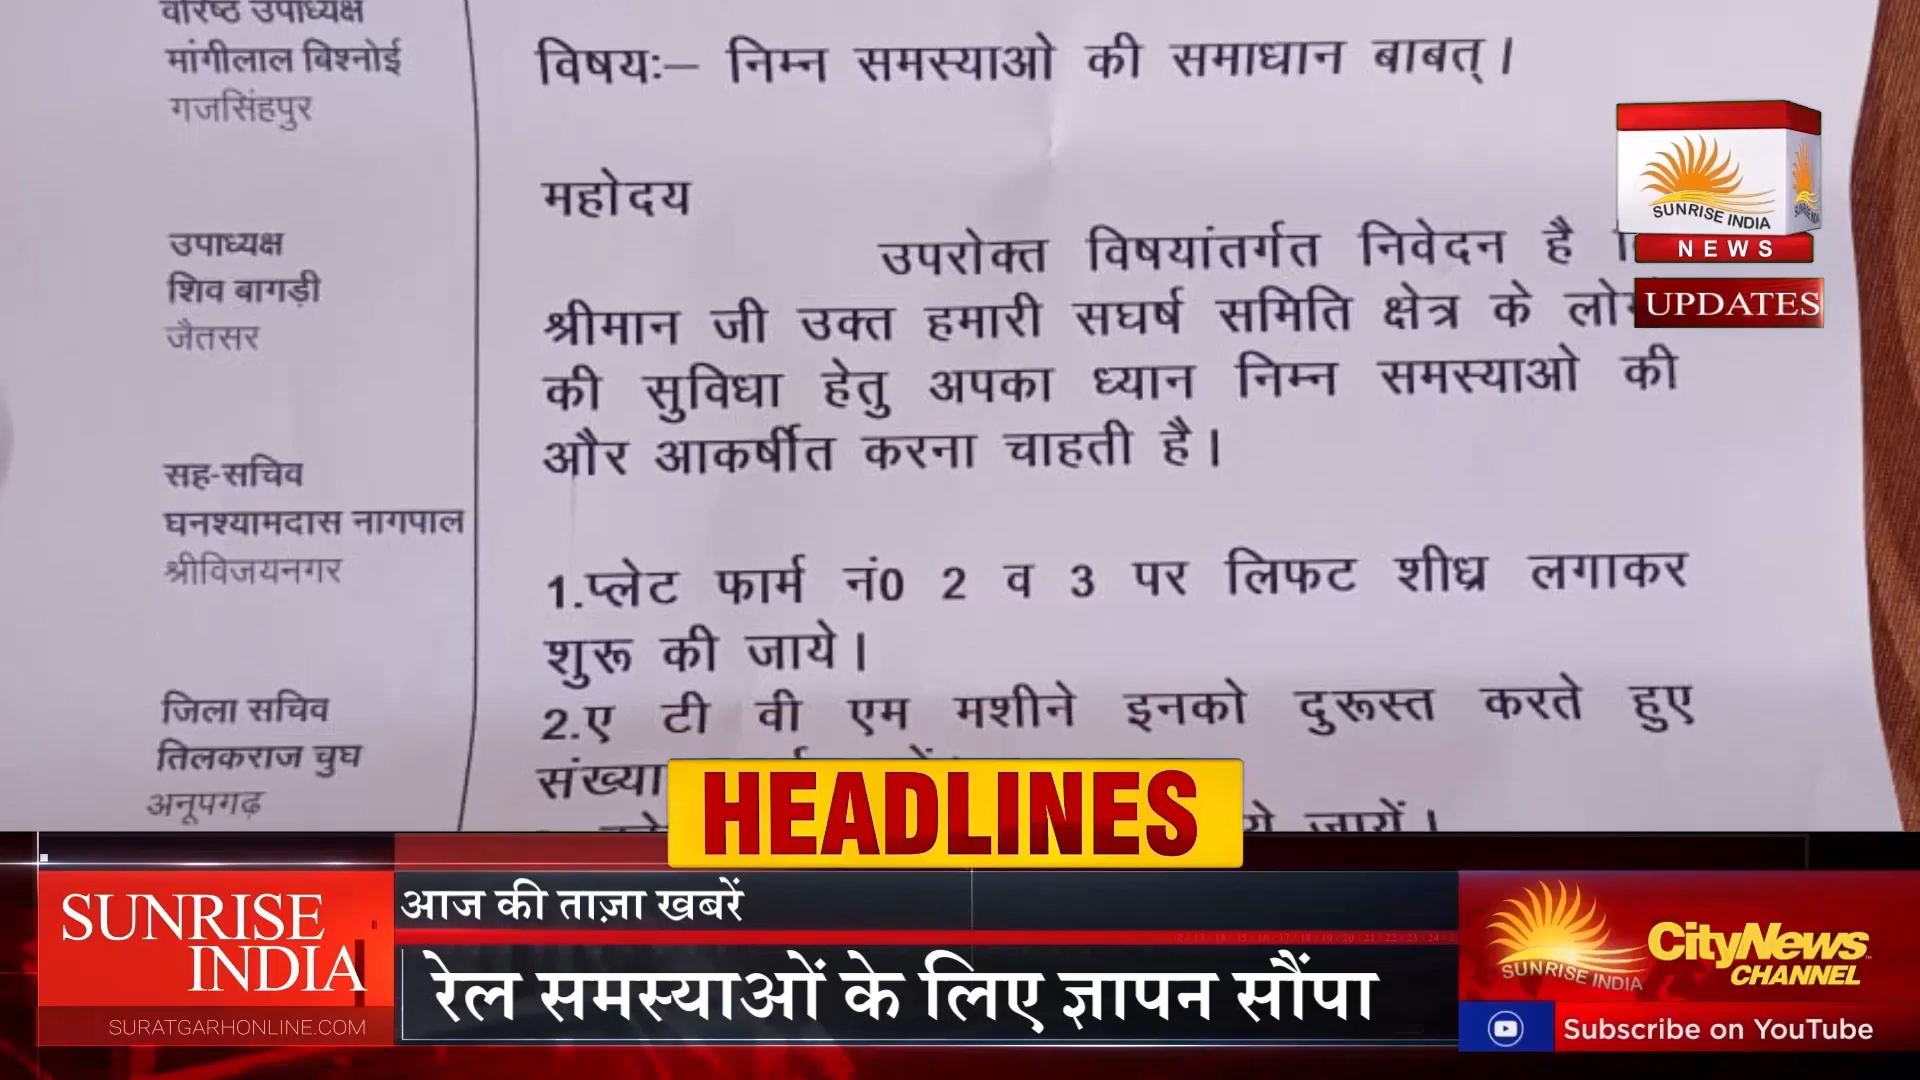 वरिष्ठ उपाध्यक्ष
मांगीलाल बिश्नोई
गजसिंहपुर
उपाध्यक्ष
शिव बागड़ी
जैतसर
सह-सचिव
घनश्यामदास नागपाल
श्रीविजयनगर
जिला सचिव
तिलकराज चुघ
अनूपगढ़
विषयः– निम्न समस्याओ की समाधान बाबत्।
महोदय
उपरोक्त विषयांतर्गत निवेदन है
श्रीमान जी उक्त हमारी सघर्ष समिति क्षेत्र के
की सुविधा हेतु अपका ध्यान निम्न समस्याओ की
और आकर्षीत करना चाहती है।
1.प्लेट फार्म नं0 2 व 3 पर लिफट शीध्र लगाकर
शुरू की जाये।
2.ए टी वी एम मशीने इनको दुरूस्त करते हुए
संख्या
जायें।
SUNRISE INDIA
NEWS
UPDATES
HEADLINES
SUNRISE
INDIA
SURATGARHONLINE.COM
आज की ताज़ा खबरें
रेल समस्याओं के लिए ज्ञापन सौंपा
SUNRISE INDIA
CityNews
CHANNEL
Subscribe on YouTube